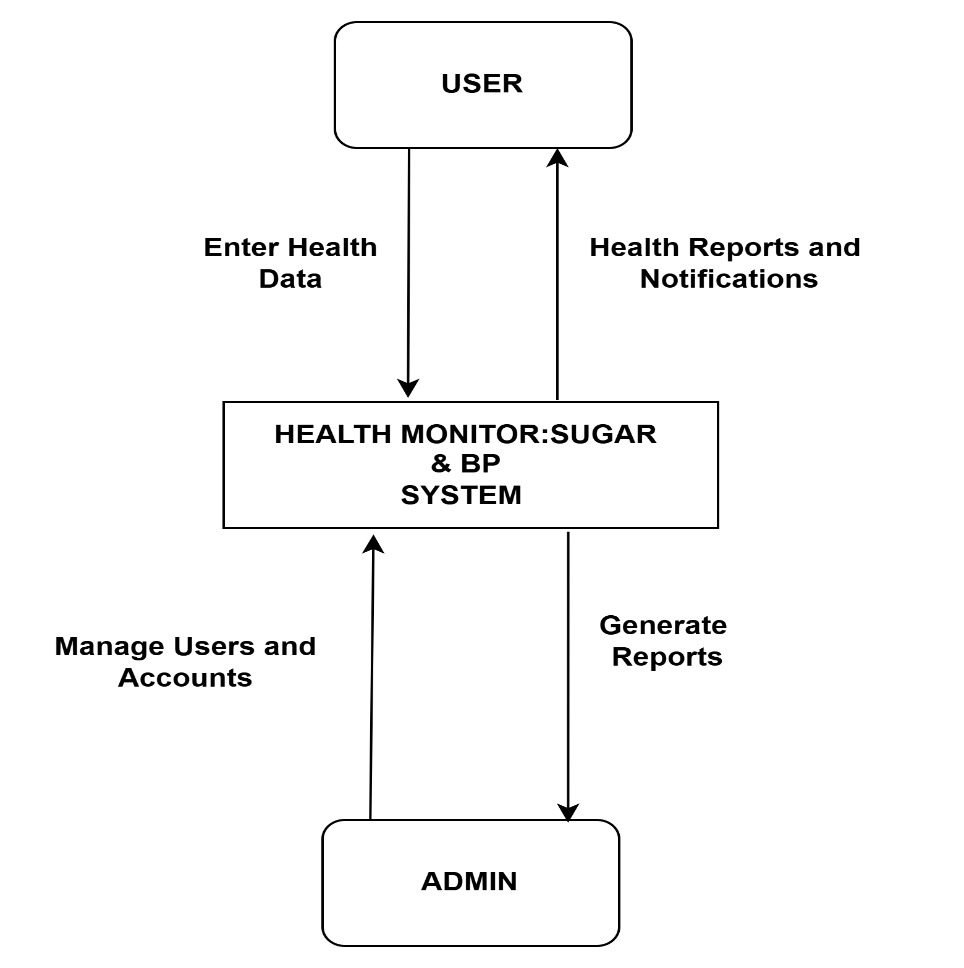 USER
Enter Health
Data
Health Reports and
Notifications
HEALTH MONITOR:SUGAR
& BP
SYSTEM
Manage Users and
Accounts
Generate
Reports
ADMIN